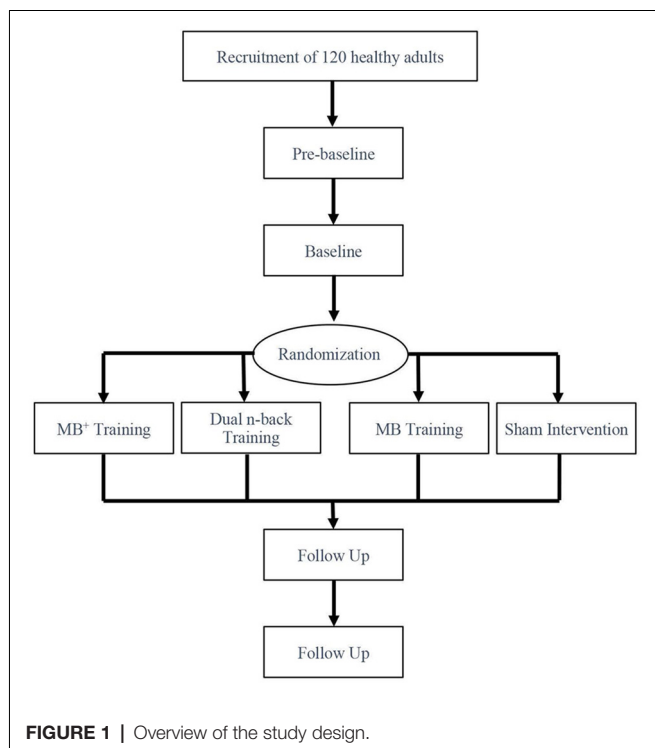 Recruitment of 120 healthy adults
Pre-baseline
Baseline
Randomization
MB⁺ Training
Dual n-back
Training
MB Training
Sham Intervention
Follow Up
Follow Up
FIGURE 1 | Overview of the study design.